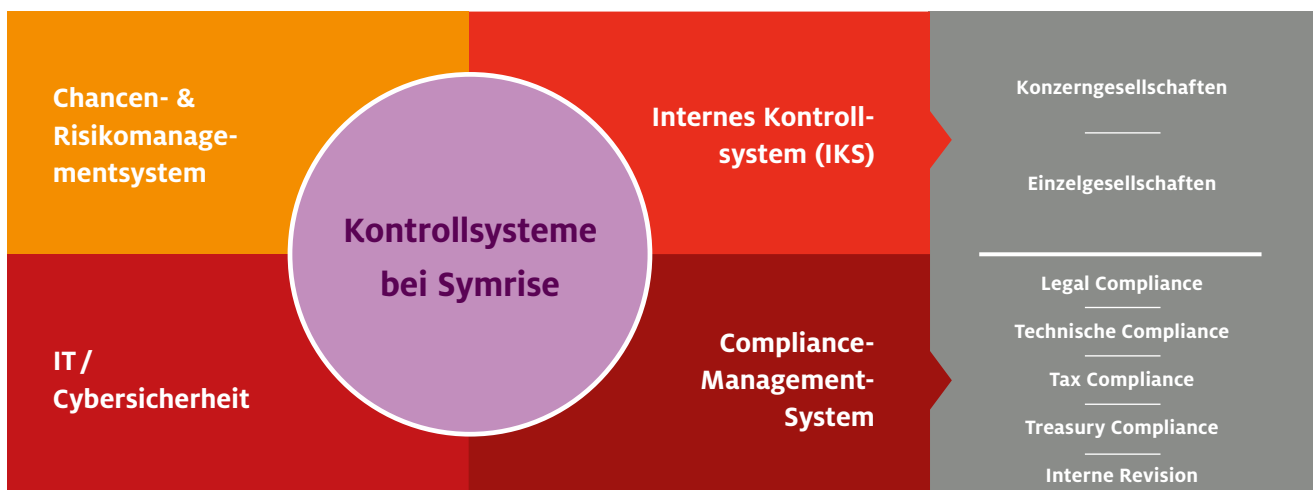 Chancen- &
Risikomanage-
mentsystem
Internes Kontroll-
system (IKS)
Kontrollsysteme
bei Symrise
IT /
Cybersicherheit
Compliance-
Management-
System
Konzerngesellschaften
Einzelgesellschaften
Legal Compliance
Technische Compliance
Tax Compliance
Treasury Compliance
Interne Revision